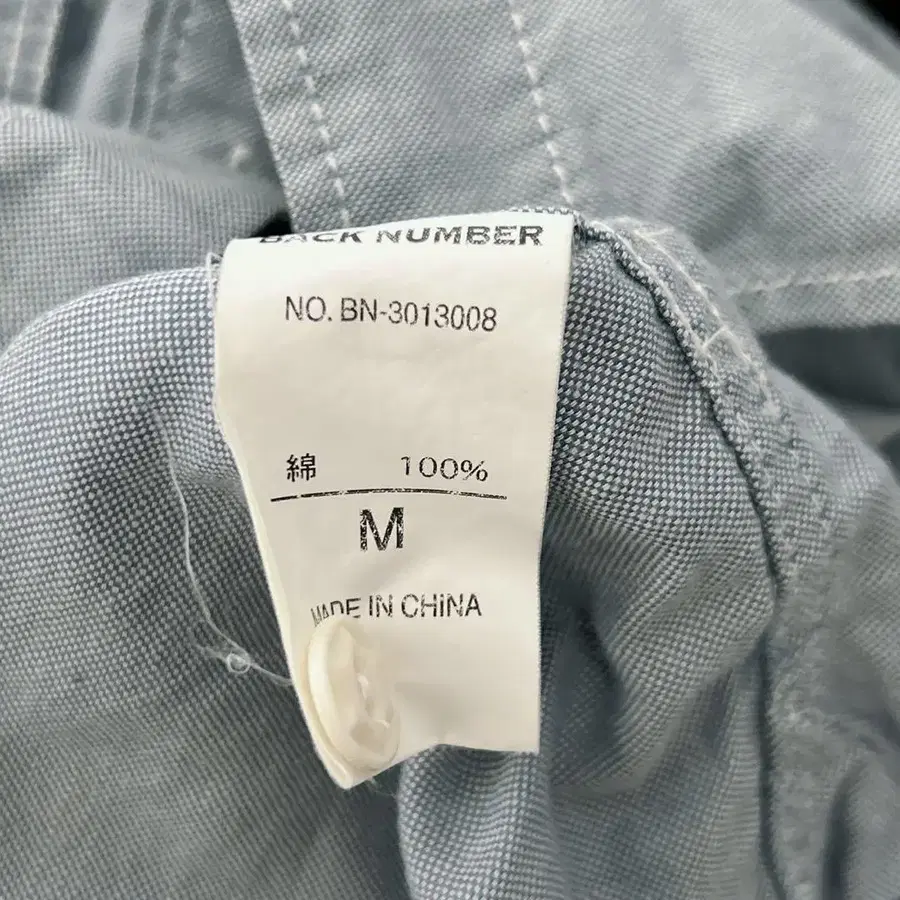 BACK NUMBER
NO. BN-3013008
綿 100%
M
MADE IN CHINA